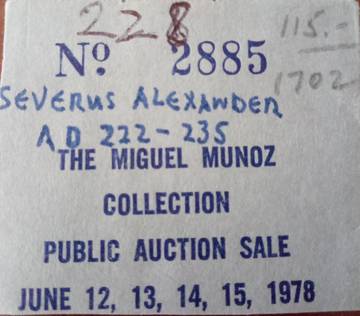 228 115.-
Nº 2885
1702
SEVERUS ALEXANDER
AD 222-235
THE MIGUEL MUNOZ
COLLECTION
PUBLIC AUCTION SALE
JUNE 12, 13, 14, 15, 1978